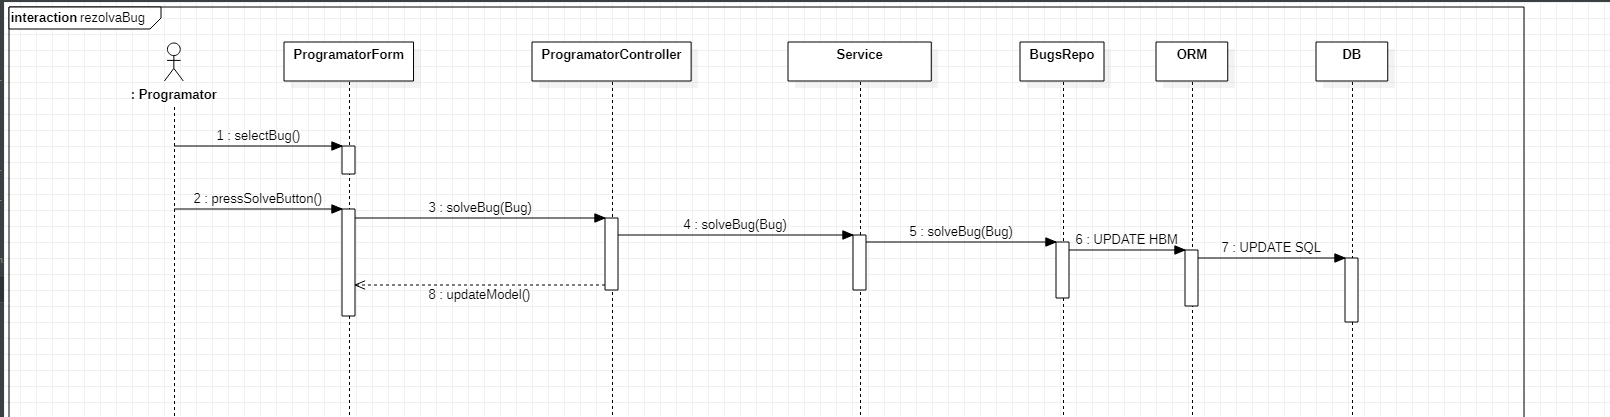 interaction rezolvaBug
ProgramatorForm
ProgramatorController
Service
BugsRepo
ORM
DB
: Programator
1 : selectBug()
2 : pressSolveButton()
3 : solveBug(Bug)
4 : solveBug(Bug)
5 : solveBug(Bug)
6 : UPDATE HBM
7 : UPDATE SQL
8 : updateModel()